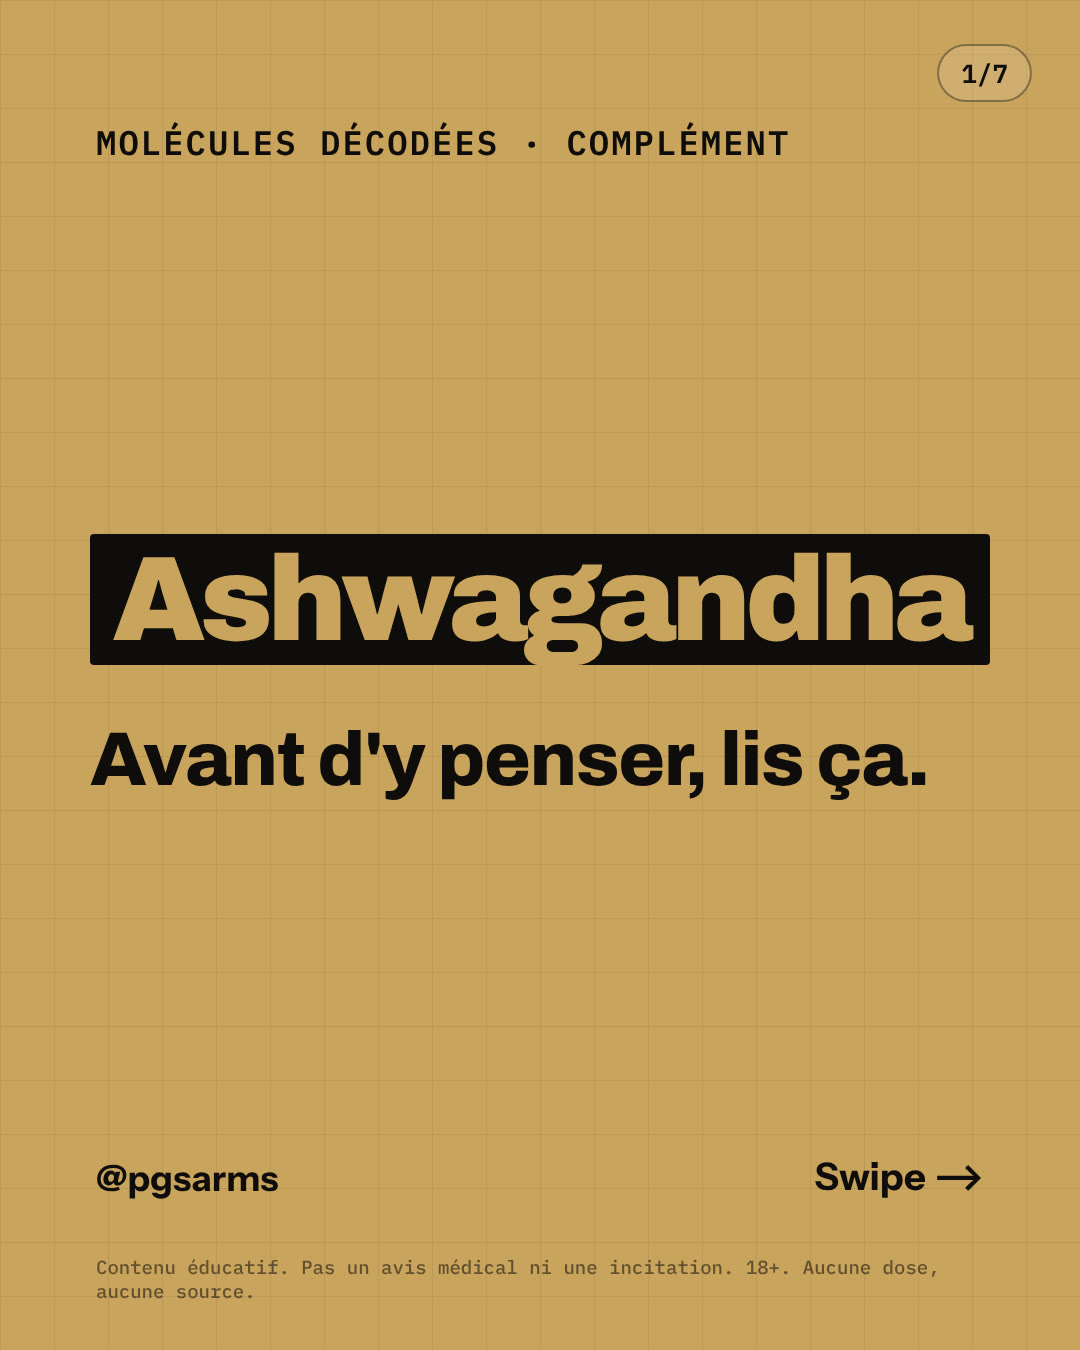 1/7
MOLÉCULES DÉCODÉES · COMPLÉMENT
Ashwagandha
Avant d'y penser, lis ça.
@pgsarms
Swipe →
Contenu éducatif. Pas un avis médical ni une incitation. 18+. Aucune dose,
aucune source.